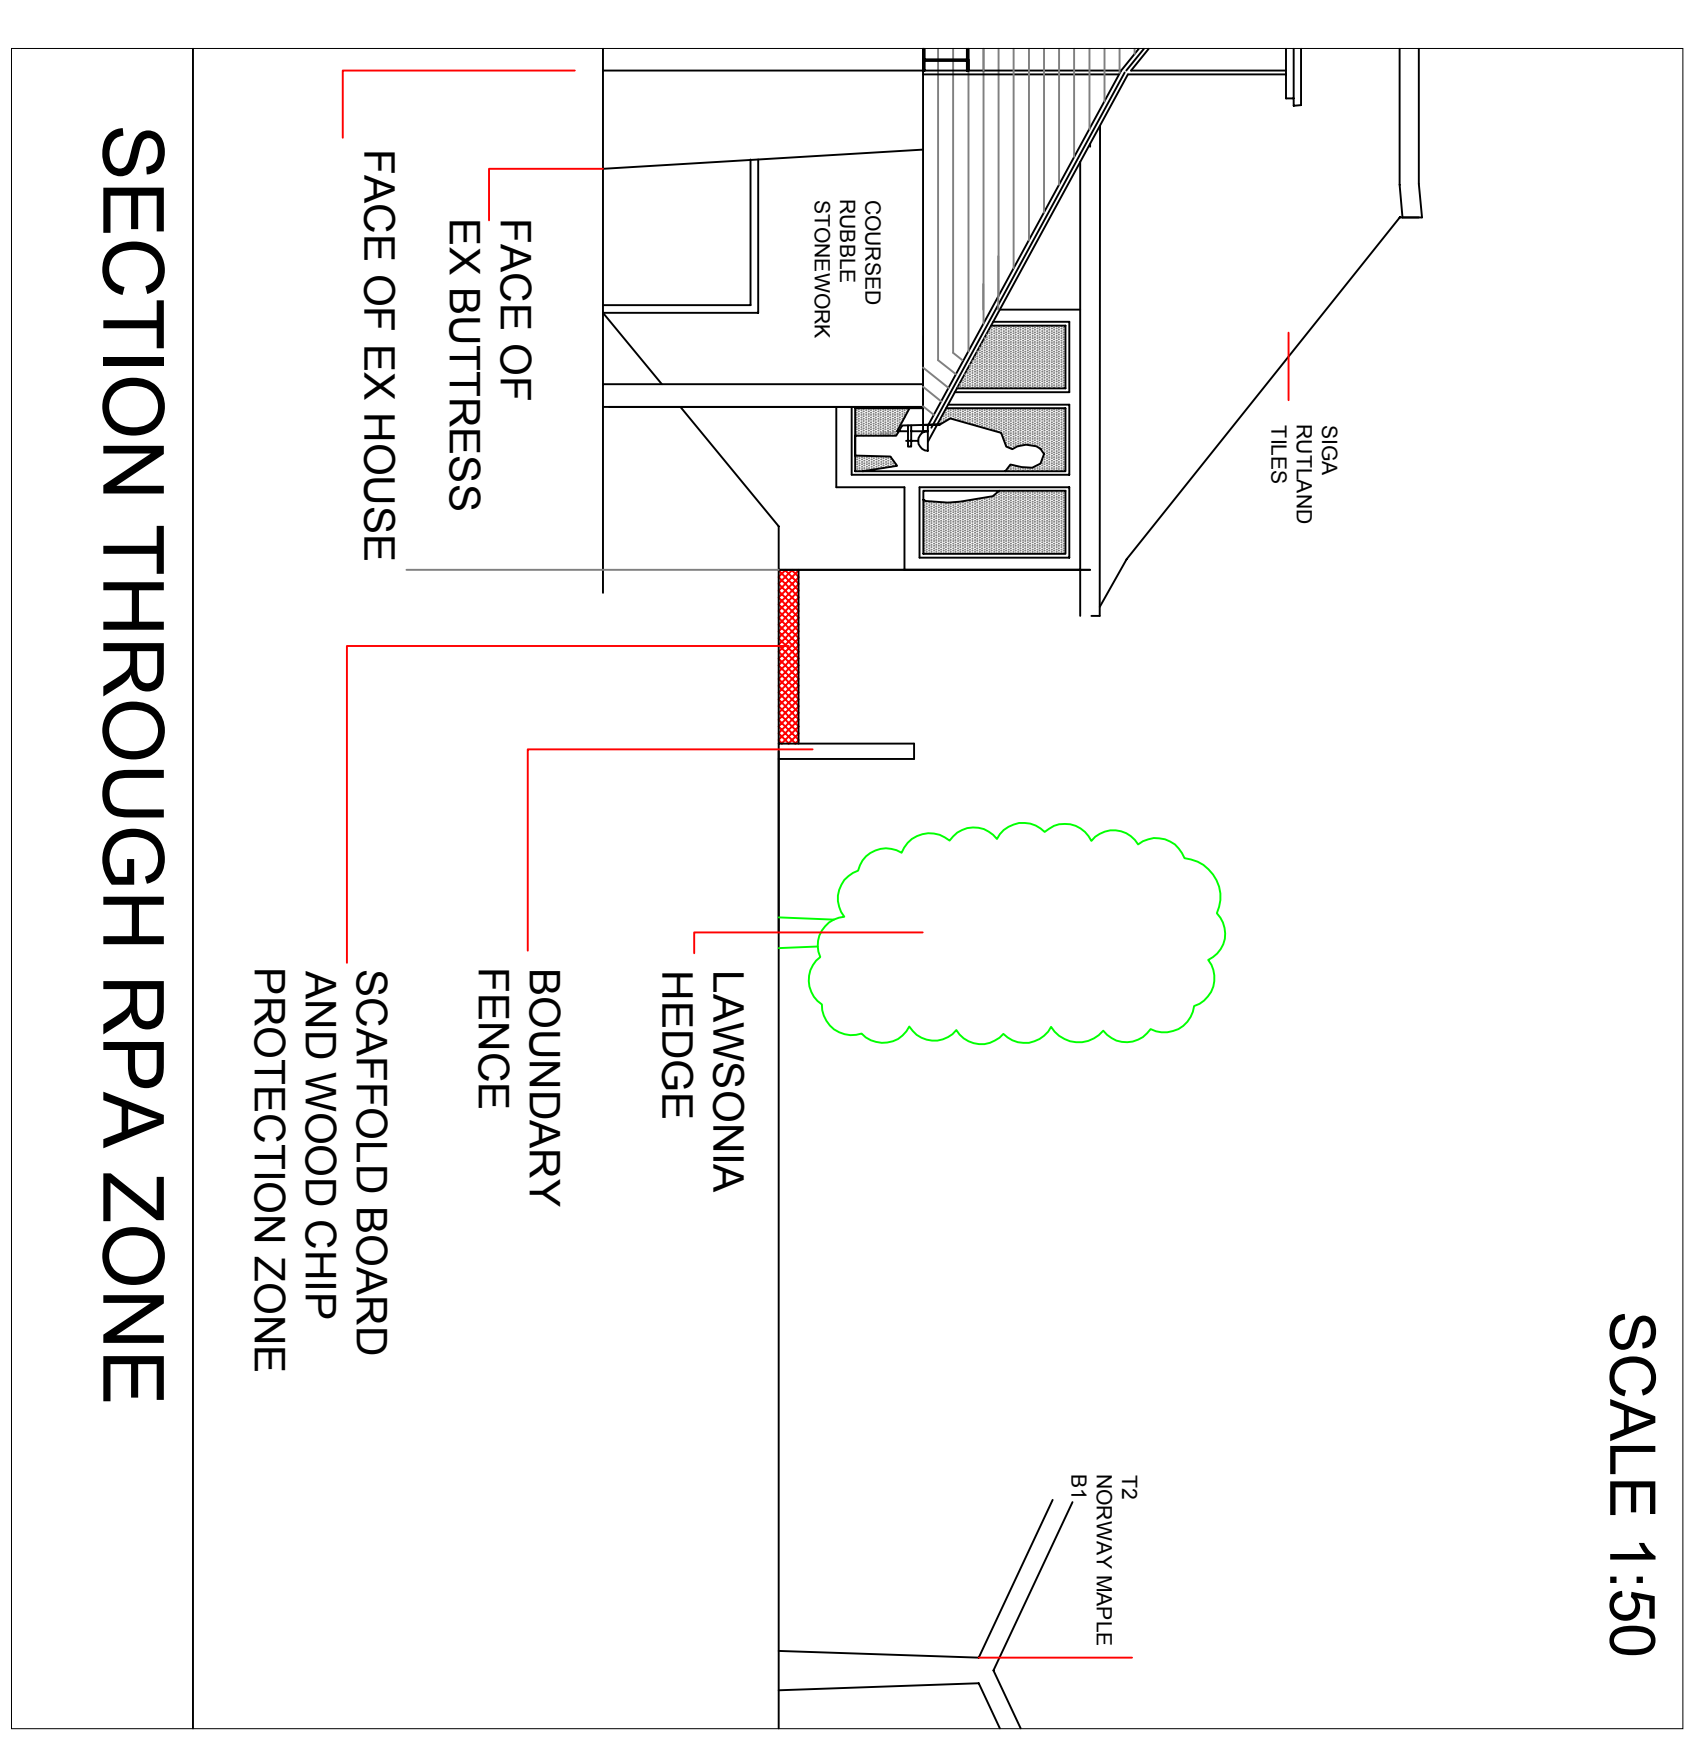 SCALE 1:50
SIGA
RUTLAND
TILES
T2
NORWAY MAPLE
B1
COURSED
RUBBLE
STONEWORK
LAWSONIA
HEDGE
FACE OF
EX BUTTRESS
BOUNDARY
FENCE
FACE OF EX HOUSE
SCAFFOLD BOARD
AND WOOD CHIP
PROTECTION ZONE
SECTION THROUGH RPA ZONE